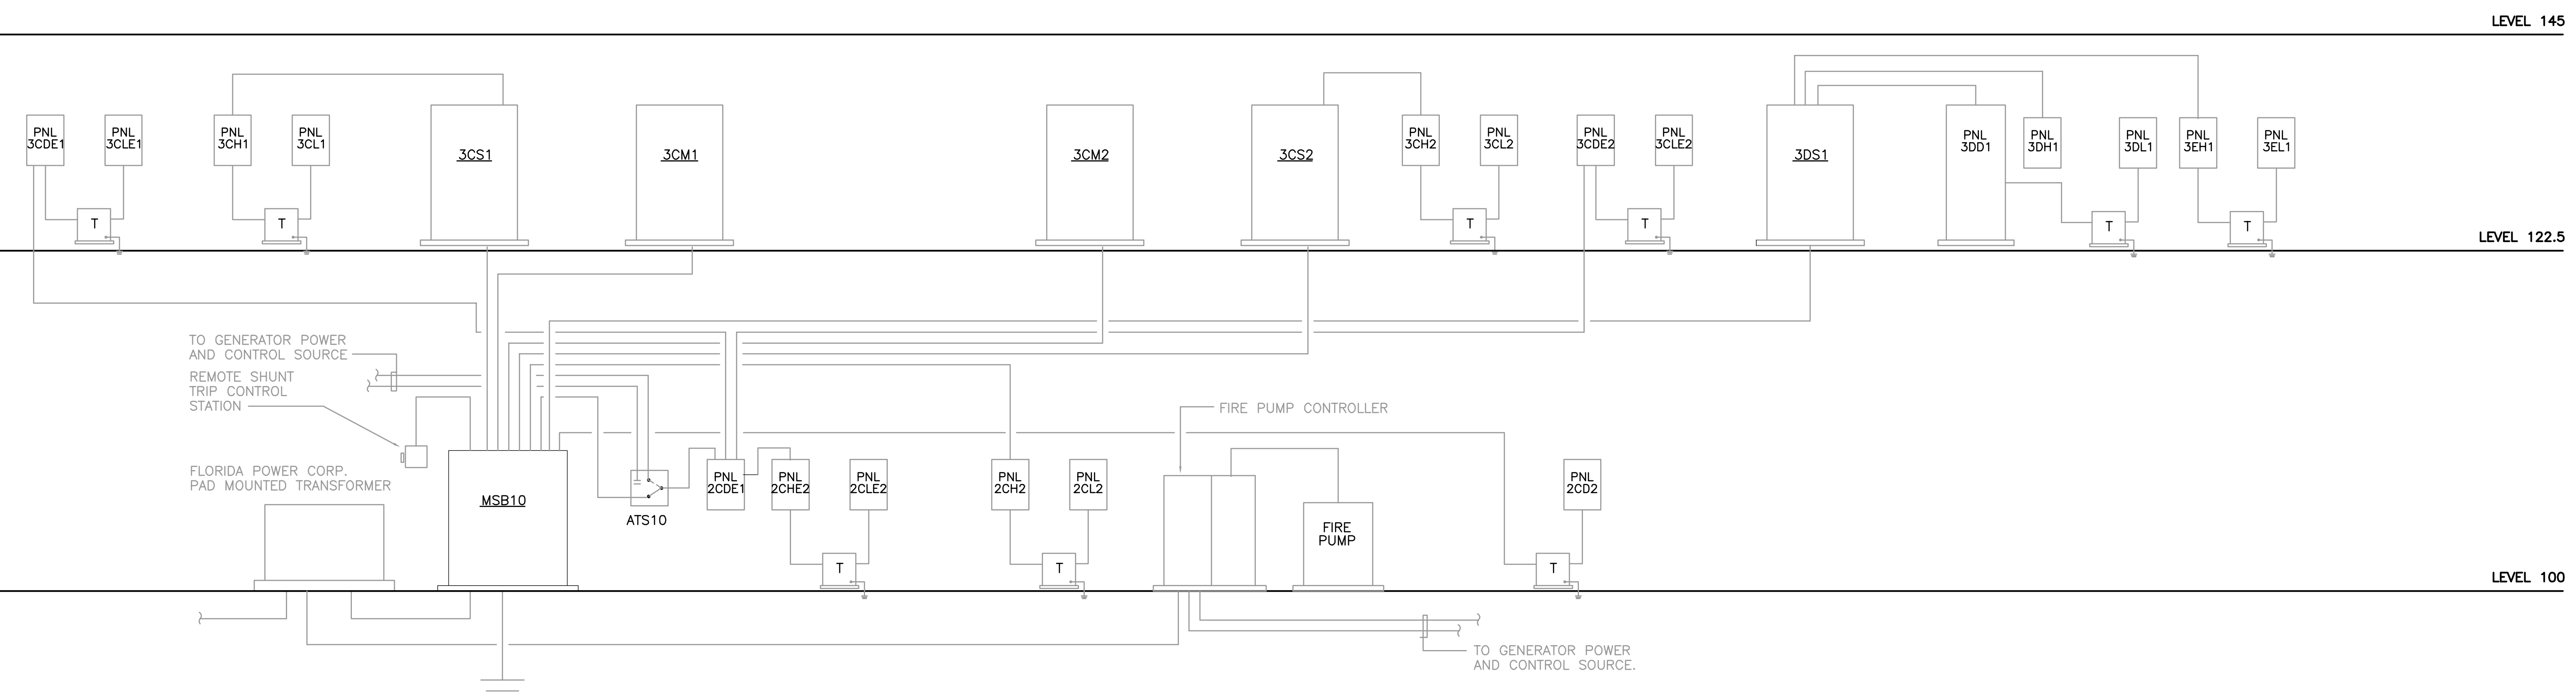 LEVEL 145
PNL
3CDE1
PNL
3CLE1
PNL
3CH1
PNL
3CL1
3CS1
3CM1
3CM2
3CS2
PNL
3CH2
PNL
3CL2
PNL
3CDE2
PNL
3CLE2
3DS1
PNL
3DD1
PNL
3DH1
PNL
3DL1
PNL
3EH1
PNL
3EL1
T
T
T
T
T
T
LEVEL 122.5
TO GENERATOR POWER
AND CONTROL SOURCE
REMOTE SHUNT
TRIP CONTROL
STATION
FIRE PUMP CONTROLLER
FLORIDA POWER CORP.
PAD MOUNTED TRANSFORMER
MSB10
ATS10
PNL
2CDE1
PNL
2CHE2
PNL
2CLE2
PNL
2CH2
PNL
2CL2
FIRE
PUMP
PNL
2CD2
T
T
T
LEVEL 100
TO GENERATOR POWER
AND CONTROL SOURCE.